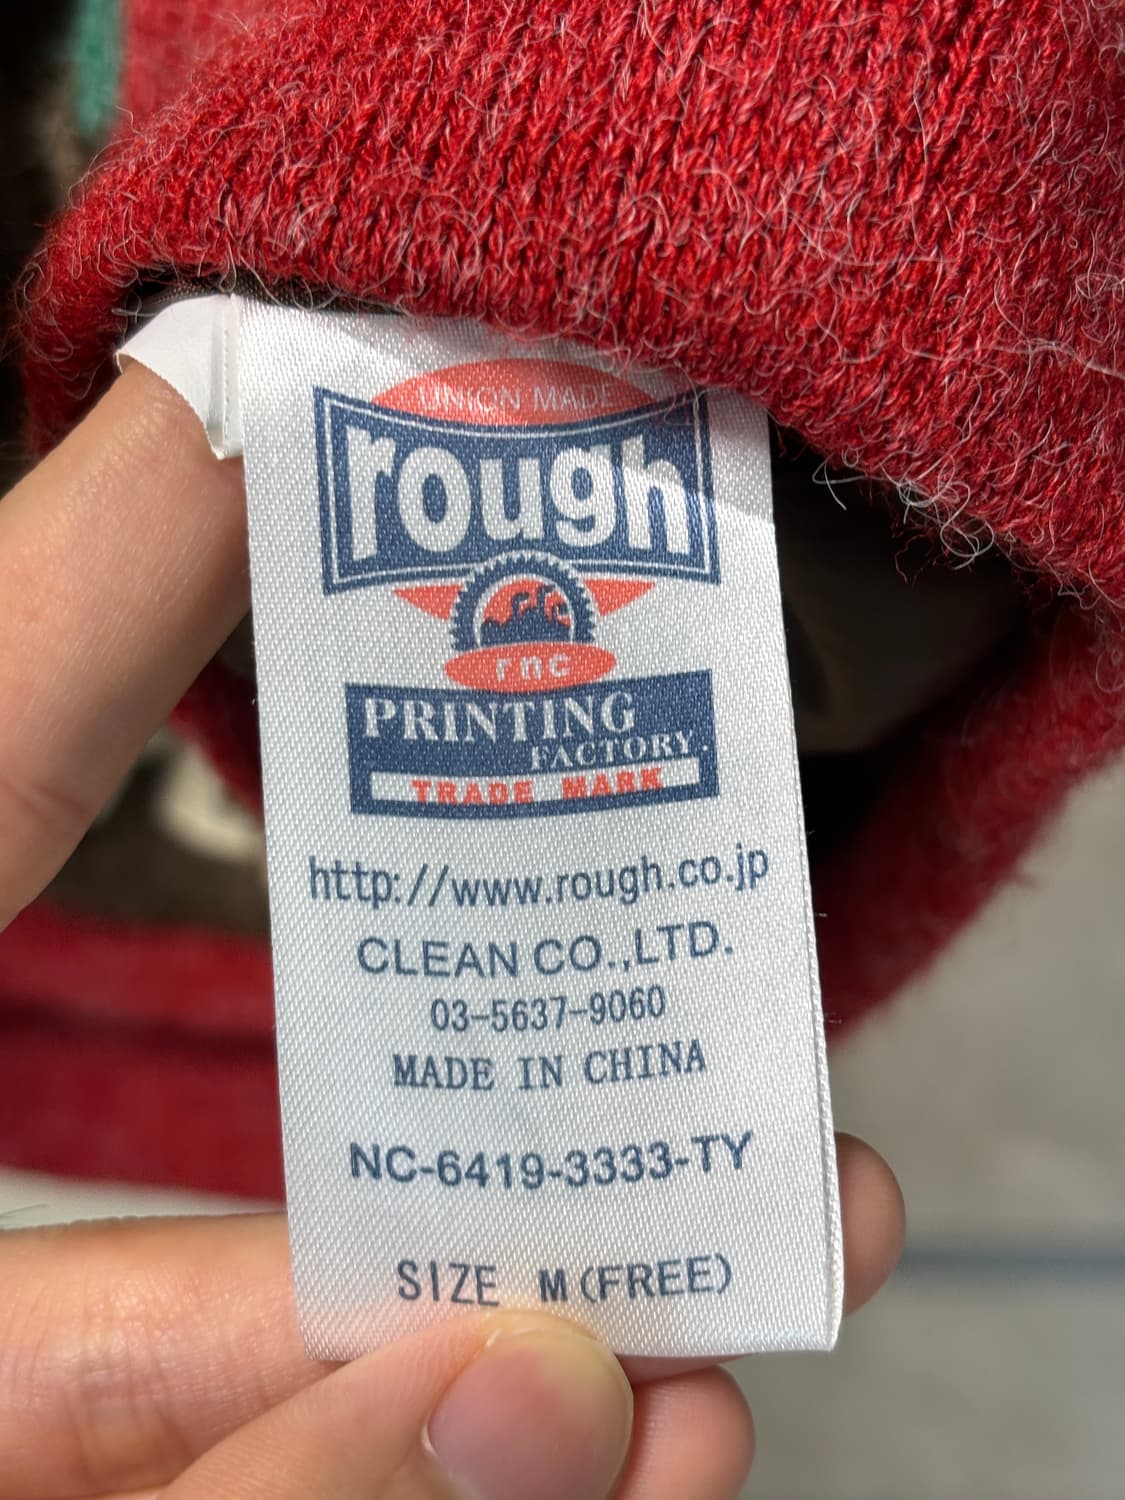 UNION MADE
rough
rnc
PRINTING
FACTORY.
TRADE MARK
http://www.rough.co.jp
CLEAN CO.,LTD.
03-5637-9060
MADE IN CHINA
NC-6419-3333-TY
SIZE M(FREE)